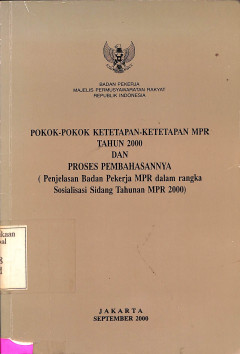 BADAN PEKERJA
MAJELIS PERMUSYAWARATAN RAKYAT
REPUBLIK INDONESIA
POKOK-POKOK KETETAPAN-KETETAPAN MPR
TAHUN 2000
DAN
PROSES PEMBAHASANNYA
( Penjelasan Badan Pekerja MPR dalam rangka
Sosialisasi Sidang Tahunan MPR 2000)
JAKARTA
SEPTEMBER 2000